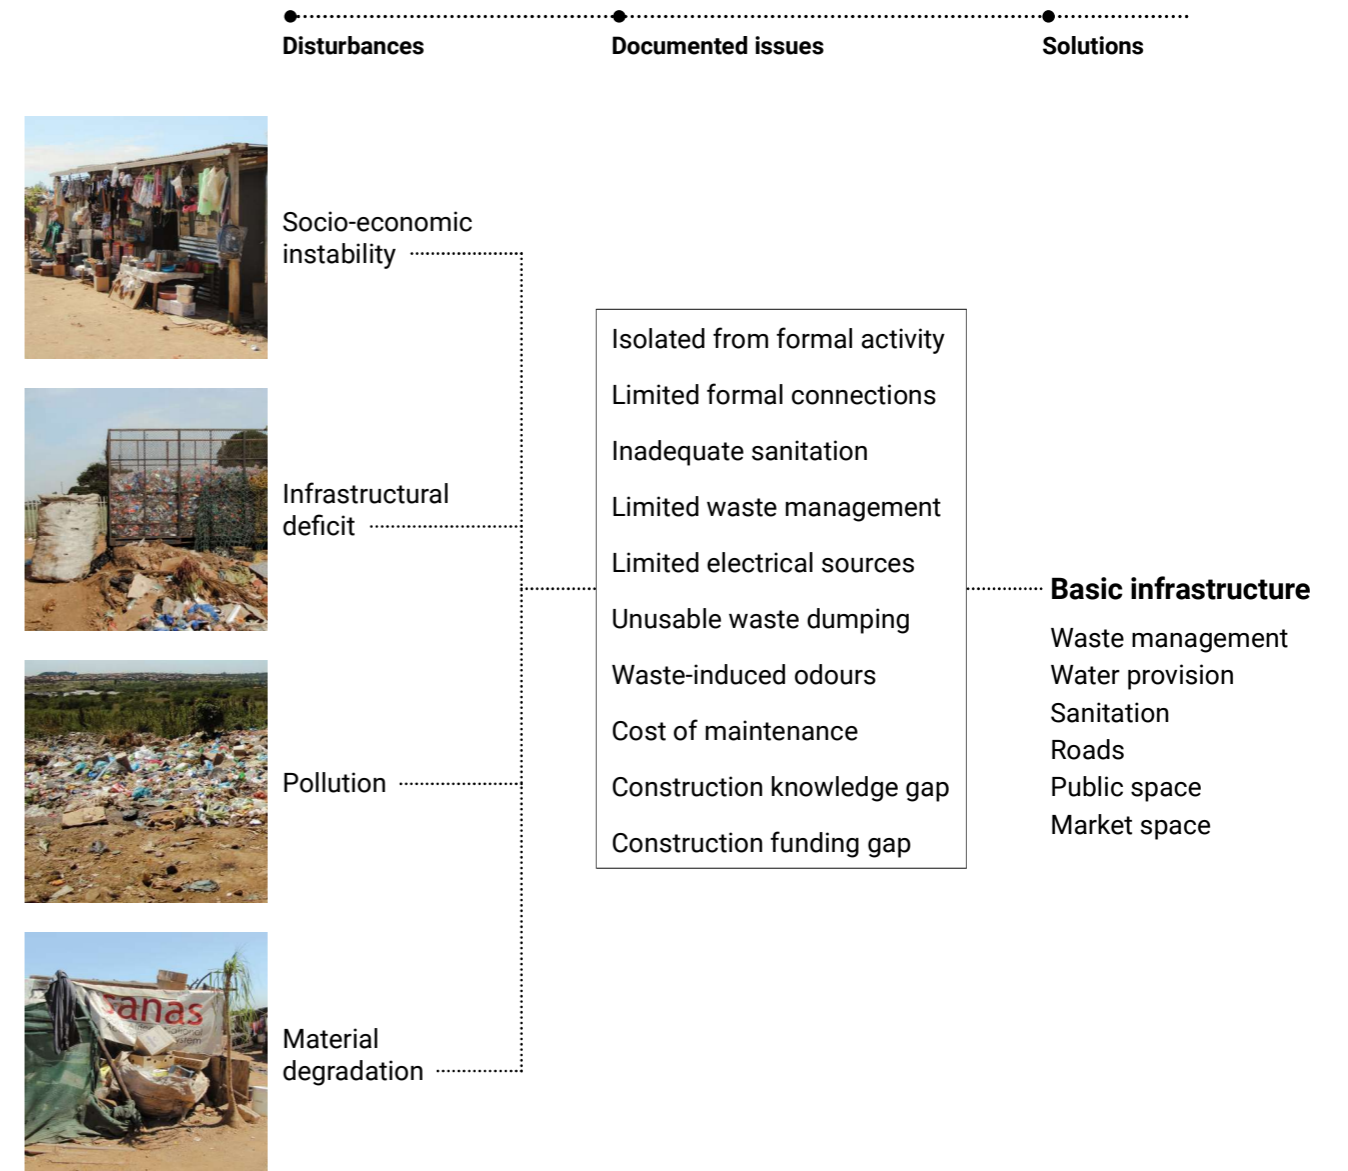 Disturbances
Documented issues
Solutions
Socio-economic
instability
Infrastructural
deficit
Pollution
Material
degradation
Isolated from formal activity
Limited formal connections
Inadequate sanitation
Limited waste management
Limited electrical sources
Unusable waste dumping
Waste-induced odours
Cost of maintenance
Construction knowledge gap
Construction funding gap
Basic infrastructure
Waste management
Water provision
Sanitation
Roads
Public space
Market space
sanas